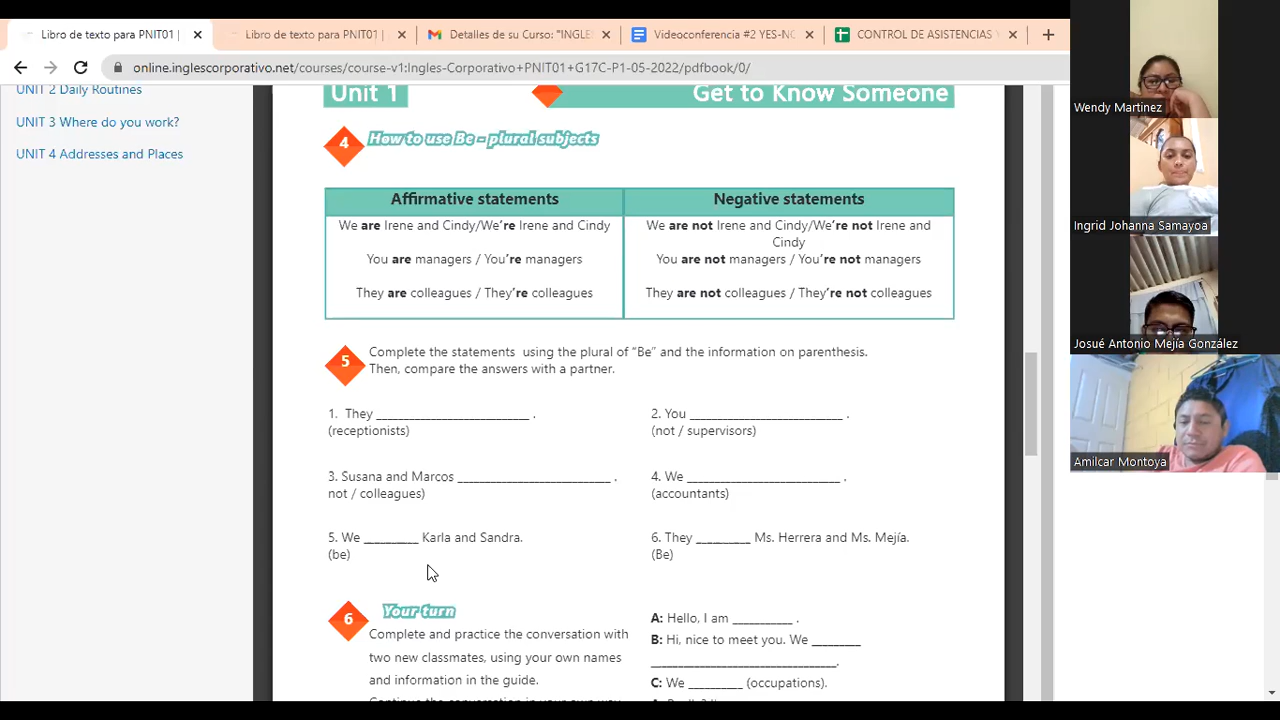 Libro de texto para PNIT01 |
Libro de texto para PNIT01 |
Detalles de su Curso: "INGLES
Videoconferencia #2 YES-NO
CONTROL DE ASISTENCIAS Y
online.inglescorporativo.net/courses/course-v1:Ingles-Corporativo+PNIT01+G17C-P1-05-2022/pdfbook/0/
UNIT 2 Daily Routines
UNIT 3 Where do you work?
UNIT 4 Addresses and Places
Unit 1
Get to Know Someone
4
How to use Be - plural subjects
Affirmative statements
Negative statements
We are Irene and Cindy/We're Irene and Cindy
We are not Irene and Cindy/We're not Irene and
Cindy
You are managers / You're managers
You are not managers / You're not managers
They are colleagues / They're colleagues
They are not colleagues / They're not colleagues
5
Complete the statements using the plural of "Be" and the information on parenthesis.
Then, compare the answers with a partner.
1. They __________________________ .
(receptionists)
2. You __________________________ .
(not / supervisors)
3. Susana and Marcos __________________________ .
not / colleagues)
4. We __________________________ .
(accountants)
5. We _________ Karla and Sandra.
(be)
6. They _________ Ms. Herrera and Ms. Mejía.
(Be)
6
Your turn
Complete and practice the conversation with
two new classmates, using your own names
and information in the guide.
A: Hello, I am __________ .
B: Hi, nice to meet you. We ________
_______________________________.
C: We _________ (occupations).
Wendy Martinez
Ingrid Johanna Samayoa
Josué Antonio Mejía González
Amilcar Montoya